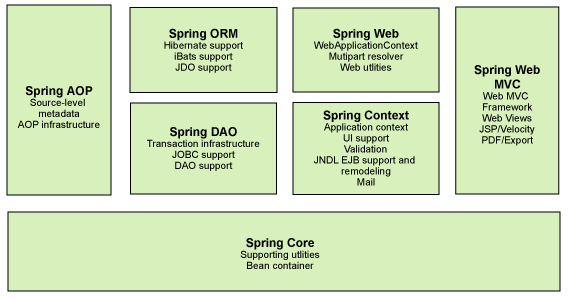 Spring AOP
Source-level
metadata
AOP infrastructure
Spring ORM
Hibernate support
iBats support
JDO support
Spring Web
WebApplicationContext
Mutipart resolver
Web utlities
Spring Web
MVC
Web MVC
Framework
Web Views
JSP/Velocity
PDF/Export
Spring DAO
Transaction infrastructure
JOBC support
DAO support
Spring Context
Application context
UI support
Validation
JNDL EJB support and
remodeling
Mail
Spring Core
Supporting utlities
Bean container